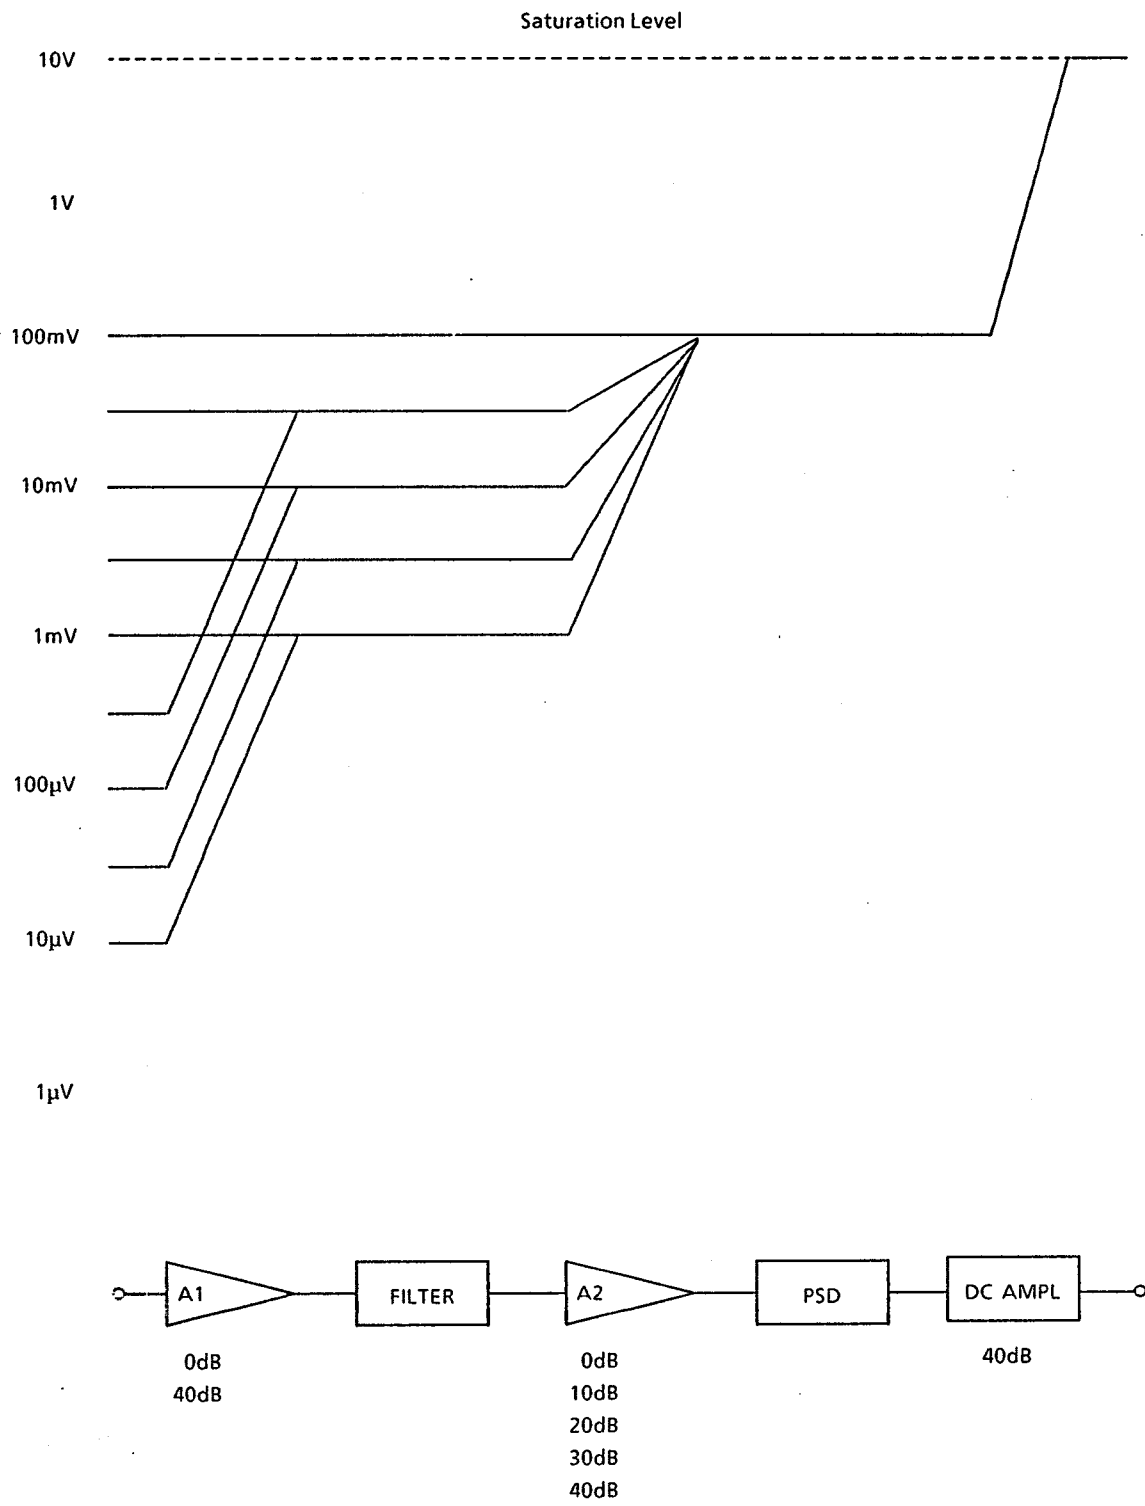 Saturation Level
10V
1V
100mV
10mV
1mV
100μV
10μV
1μV
A1
FILTER
A2
PSD
DC AMPL
0dB
40dB
0dB
10dB
20dB
30dB
40dB
40dB